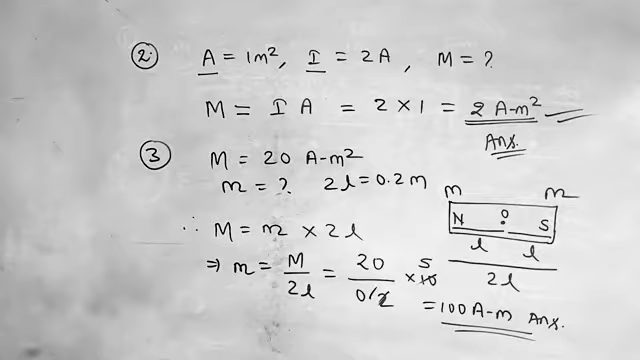 ② A = 1m², I = 2A, M = ?
M = I A = 2 × 1 = 2 A-m²
Ans.
③ M = 20 A-m²
m = ? 2l = 0.2 m
m m
N O S
l l
2l
∴ M = m × 2l
⇒ m = M/2l = 20/0.2 × 10 5
= 100 A-m Ans.